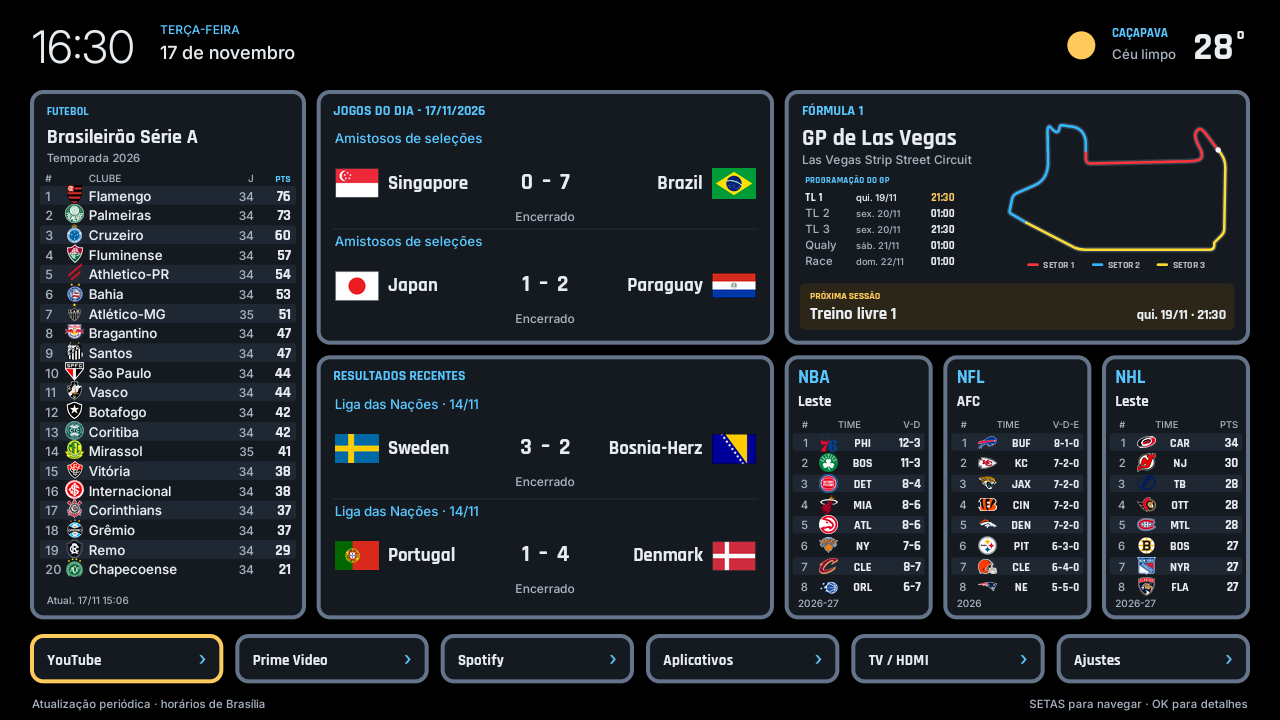 16:30
TERÇA-FEIRA
17 de novembro
CAÇAPAVA
Céu limpo
28°
FUTEBOL
Brasileirão Série A
Temporada 2026
# CLUBE J PTS
1 Flamengo 34 76
2 Palmeiras 34 73
3 Cruzeiro 34 60
4 Fluminense 34 57
5 Athletico-PR 34 54
6 Bahia 34 53
7 Atlético-MG 35 51
8 Bragantino 34 47
9 Santos 34 47
10 São Paulo 34 44
11 Vasco 34 44
12 Botafogo 34 42
13 Coritiba 34 42
14 Mirassol 35 41
15 Vitória 34 38
16 Internacional 34 38
17 Corinthians 34 37
18 Grêmio 34 37
19 Remo 34 29
20 Chapecoense 34 21
Atual. 17/11 15:06
JOGOS DO DIA - 17/11/2026
Amistosos de seleções
Singapore 0 - 7 Brazil
Encerrado
Amistosos de seleções
Japan 1 - 2 Paraguay
Encerrado
RESULTADOS RECENTES
Liga das Nações · 14/11
Sweden 3 - 2 Bosnia-Herz
Encerrado
Liga das Nações · 14/11
Portugal 1 - 4 Denmark
Encerrado
FÓRMULA 1
GP de Las Vegas
Las Vegas Strip Street Circuit
PROGRAMAÇÃO DO GP
TL 1 qui. 19/11 21:30
TL 2 sex. 20/11 01:00
TL 3 sex. 20/11 21:30
Qualy sáb. 21/11 01:00
Race dom. 22/11 01:00
SETOR 1 SETOR 2 SETOR 3
PRÓXIMA SESSÃO
Treino livre 1 qui. 19/11 · 21:30
NBA
Leste
# TIME V-D
1 PHI 12-3
2 BOS 11-3
3 DET 8-4
4 MIA 8-6
5 ATL 8-6
6 NY 7-6
7 CLE 8-7
8 ORL 6-7
2026-27
NFL
AFC
# TIME V-D-E
1 BUF 8-1-0
2 KC 7-2-0
3 JAX 7-2-0
4 CIN 7-2-0
5 DEN 7-2-0
6 PIT 6-3-0
7 CLE 6-4-0
8 NE 5-5-0
2026
NHL
Leste
# TIME PTS
1 CAR 34
2 NJ 30
3 TB 28
4 OTT 28
5 MTL 28
6 BOS 27
7 NYR 27
8 FLA 27
2026-27
YouTube ›
Prime Video ›
Spotify ›
Aplicativos ›
TV / HDMI ›
Ajustes ›
Atualização periódica · horários de Brasília
SETAS para navegar · OK para detalhes